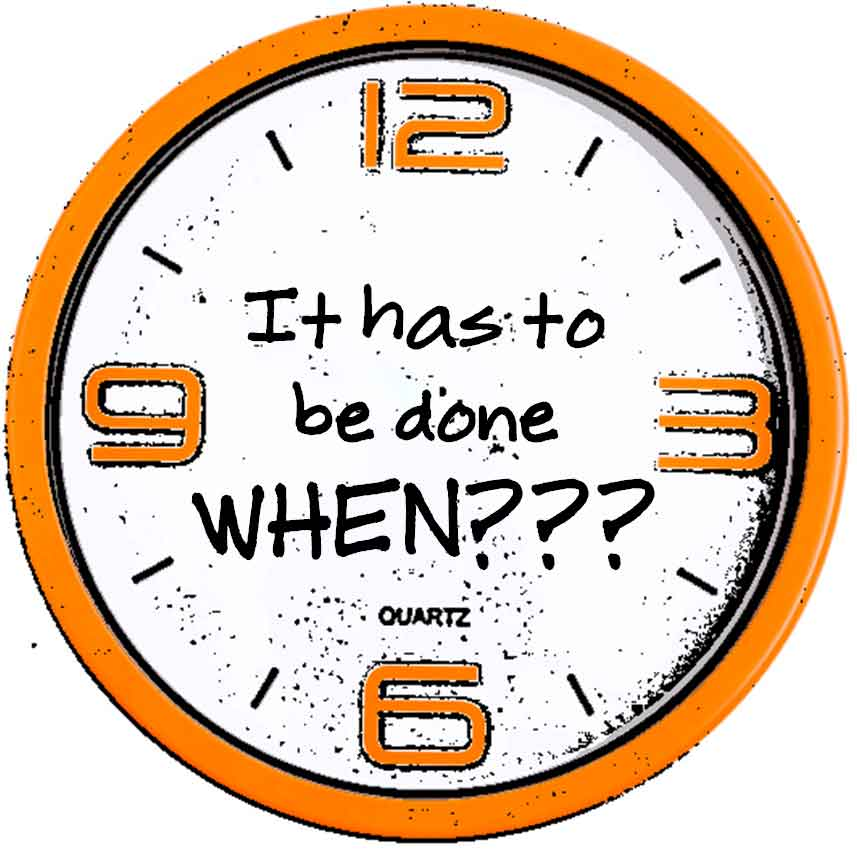 12
It has to
be done
9 3
WHEN???
QUARTZ
6